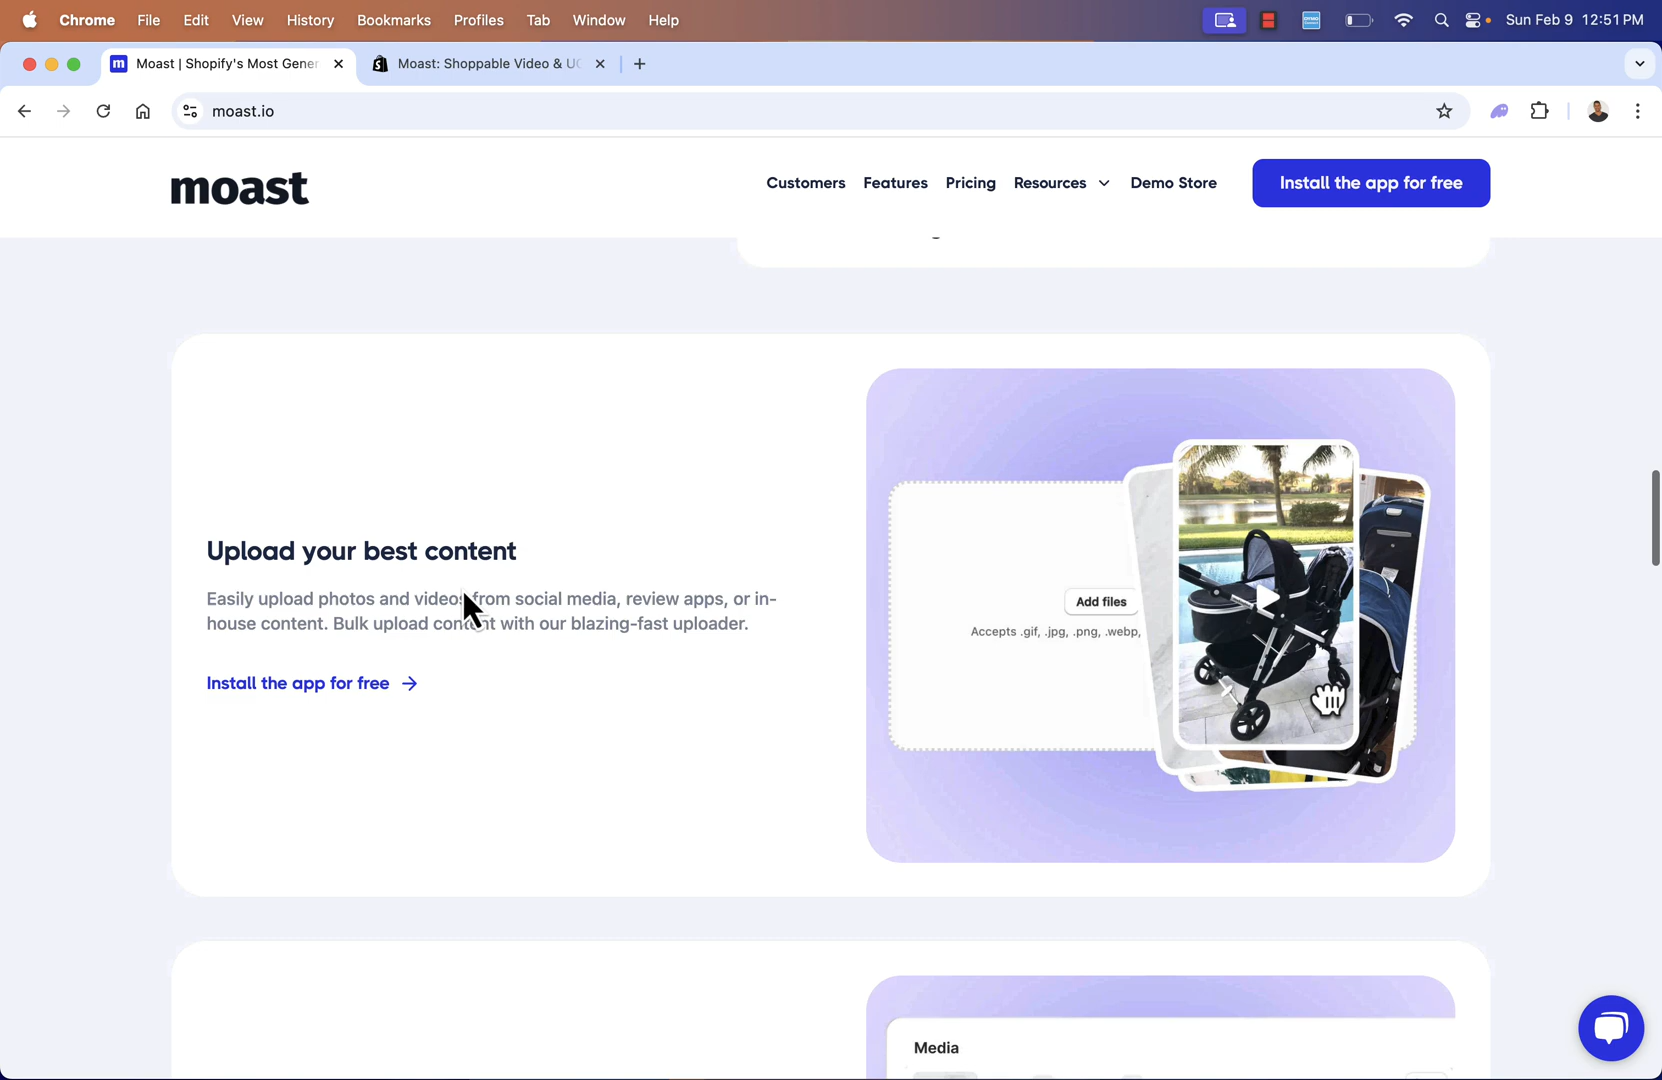 Chrome File Edit View History Bookmarks Profiles Tab Window Help Sun Feb 9 12:51 PM
Moast | Shopify's Most Gener Moast: Shoppable Video & UG
moast.io
moast Customers Features Pricing Resources Demo Store Install the app for free
Upload your best content
Easily upload photos and videos from social media, review apps, or in-
house content. Bulk upload content with our blazing-fast uploader.
Install the app for free
Add files
Accepts .gif, .jpg, .png, .webp,
Media